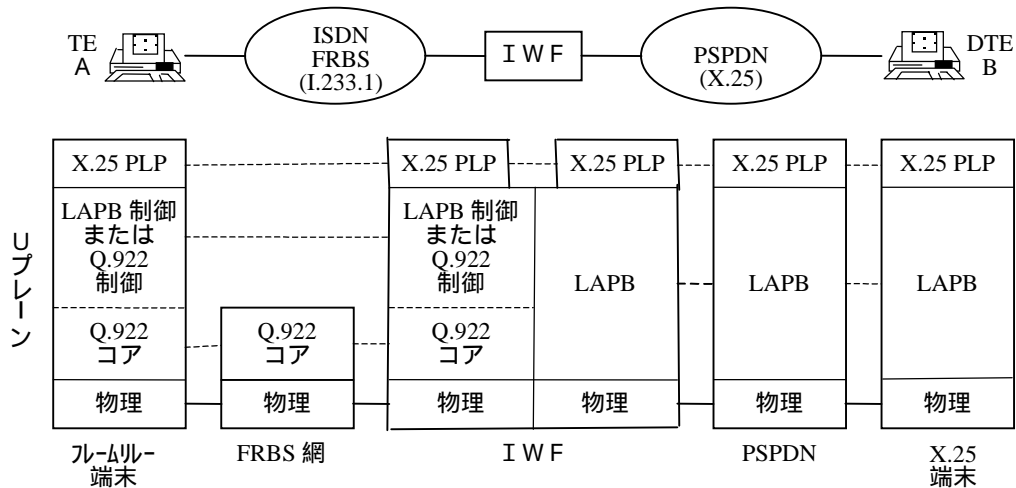 TE
A
ISDN
FRBS
(I.233.1)
ＩＷＦ
PSPDN
(X.25)
DTE
B
Ｕプレーン
X.25 PLP
LAPB 制御
または
Q.922
制御
Q.922
コア
物理
ﾌﾚｰﾑﾘﾚｰ
端末
Q.922
コア
物理
FRBS 網
X.25 PLP
X.25 PLP
LAPB 制御
または
Q.922
制御
Q.922
コア
物理
LAPB
物理
ＩＷＦ
X.25 PLP
LAPB
物理
PSPDN
X.25 PLP
LAPB
物理
X.25
端末